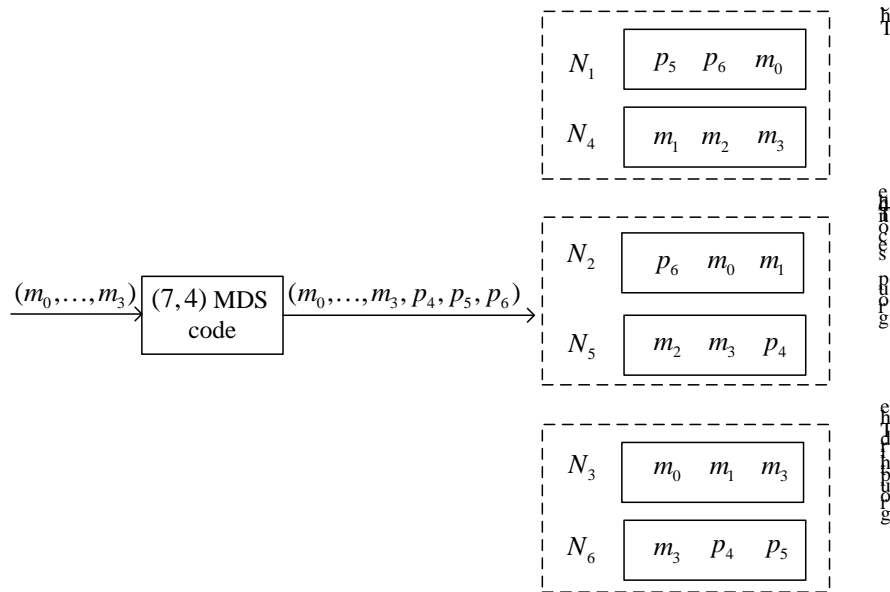 N₁ p₅ p₆ m₀
N₄ m₁ m₂ m₃
N₂ p₆ m₀ m₁
(m₀,…,m₃) (7,4) MDS code (m₀,…,m₃, p₄, p₅, p₆)
N₅ m₂ m₃ p₄
N₃ m₀ m₁ m₃
N₆ m₃ p₄ p₅